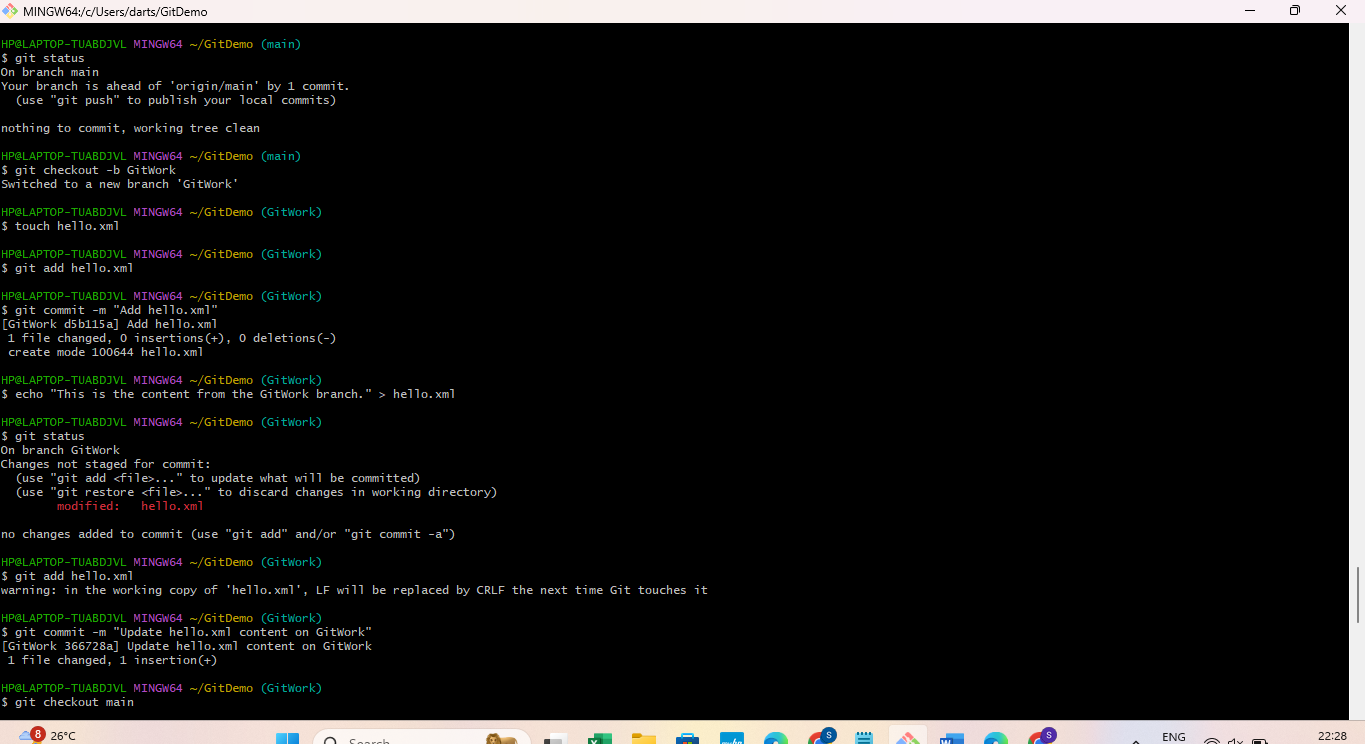 MINGW64:/c/Users/darts/GitDemo
HP@LAPTOP-TUABDJVL MINGW64 ~/GitDemo (main)
$ git status
On branch main
Your branch is ahead of 'origin/main' by 1 commit.
  (use "git push" to publish your local commits)
nothing to commit, working tree clean
HP@LAPTOP-TUABDJVL MINGW64 ~/GitDemo (main)
$ git checkout -b GitWork
Switched to a new branch 'GitWork'
HP@LAPTOP-TUABDJVL MINGW64 ~/GitDemo (GitWork)
$ touch hello.xml
HP@LAPTOP-TUABDJVL MINGW64 ~/GitDemo (GitWork)
$ git add hello.xml
HP@LAPTOP-TUABDJVL MINGW64 ~/GitDemo (GitWork)
$ git commit -m "Add hello.xml"
[GitWork d5b115a] Add hello.xml
 1 file changed, 0 insertions(+), 0 deletions(-)
 create mode 100644 hello.xml
HP@LAPTOP-TUABDJVL MINGW64 ~/GitDemo (GitWork)
$ echo "This is the content from the GitWork branch." > hello.xml
HP@LAPTOP-TUABDJVL MINGW64 ~/GitDemo (GitWork)
$ git status
On branch GitWork
Changes not staged for commit:
  (use "git add <file>..." to update what will be committed)
  (use "git restore <file>..." to discard changes in working directory)
        modified:   hello.xml
no changes added to commit (use "git add" and/or "git commit -a")
HP@LAPTOP-TUABDJVL MINGW64 ~/GitDemo (GitWork)
$ git add hello.xml
warning: in the working copy of 'hello.xml', LF will be replaced by CRLF the next time Git touches it
HP@LAPTOP-TUABDJVL MINGW64 ~/GitDemo (GitWork)
$ git commit -m "Update hello.xml content on GitWork"
[GitWork 366728a] Update hello.xml content on GitWork
 1 file changed, 1 insertion(+)
HP@LAPTOP-TUABDJVL MINGW64 ~/GitDemo (GitWork)
$ git checkout main
8 26°C
Search
S
S
ENG
22:28